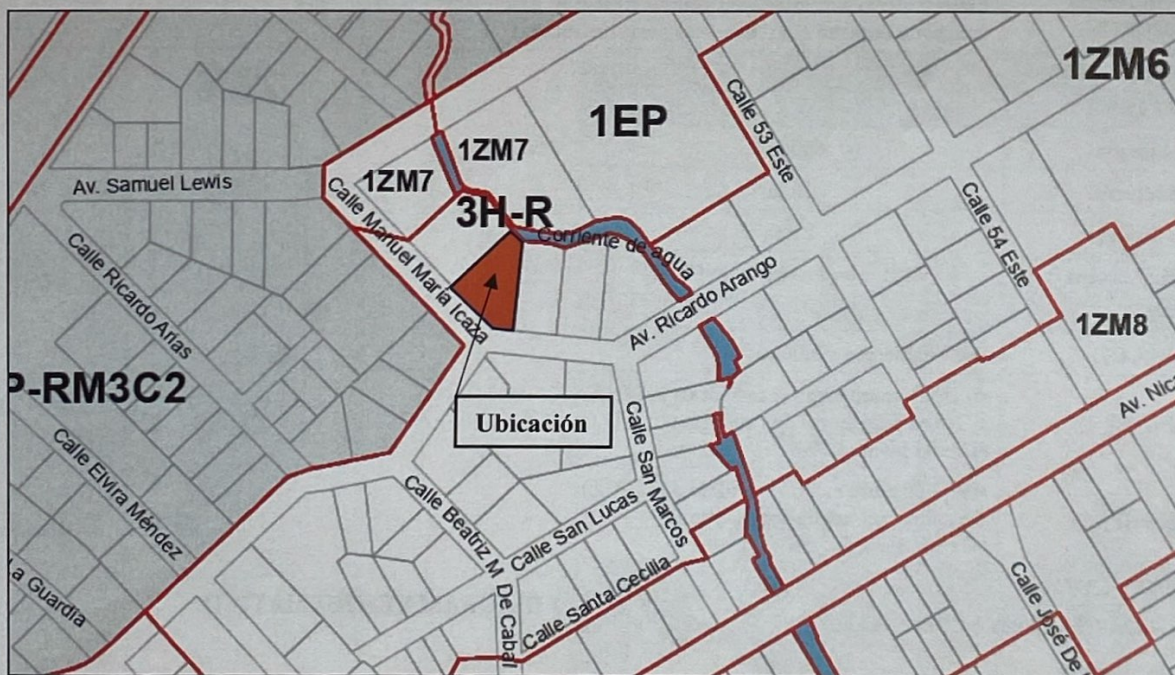 1ZM6
1EP
Calle 53 Este
1ZM7
1ZM7
Av. Samuel Lewis
Calle Manuel María Icaza
3H-R
Corriente de agua
Calle 54 Este
Calle Ricardo Arias
Av. Ricardo Arango
1ZM8
P-RM3C2
Av. Nic
Ubicación
Calle San Marcos
Calle Elvira Méndez
Calle Beatriz M. De Cabal
Calle San Lucas
La Guardia
Calle Santa Cecilia
Calle José De